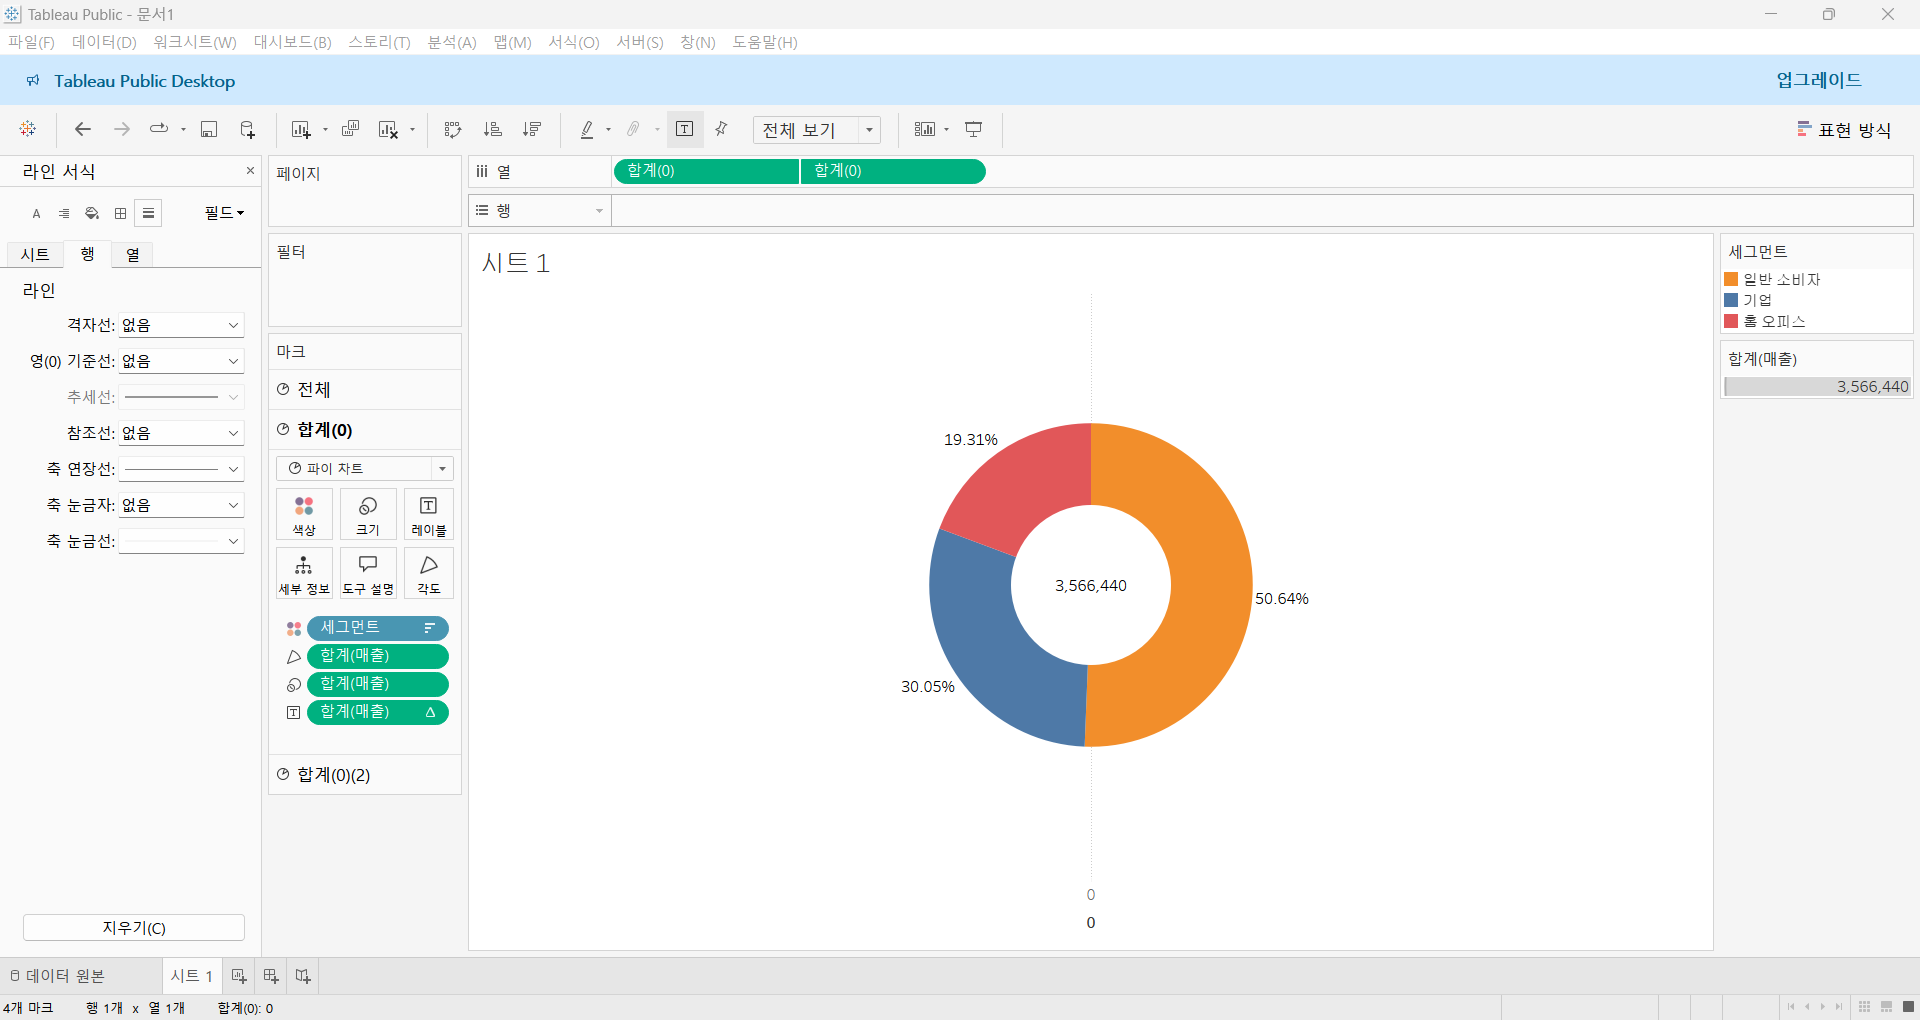 Tableau Public - 문서1
파일(F) 데이터(D) 워크시트(W) 대시보드(B) 스토리(T) 분석(A) 맵(M) 서식(O) 서버(S) 창(N) 도움말(H)
Tableau Public Desktop 업그레이드
전체 보기 표현 방식
라인 서식
필드
시트 행 열
라인
격자선: 없음
영(0) 기준선: 없음
추세선:
참조선: 없음
축 연장선:
축 눈금자: 없음
축 눈금선:
지우기(C)
페이지
필터
마크
전체
합계(0)
파이 차트
색상 크기 레이블
세부 정보 도구 설명 각도
세그먼트
합계(매출)
합계(매출)
합계(매출)
합계(0)(2)
열 합계(0) 합계(0)
행
시트 1
19.31%
3,566,440
50.64%
30.05%
0
0
세그먼트
일반 소비자
기업
홈 오피스
합계(매출)
3,566,440
데이터 원본 시트 1
4개 마크 행 1개 x 열 1개 합계(0): 0